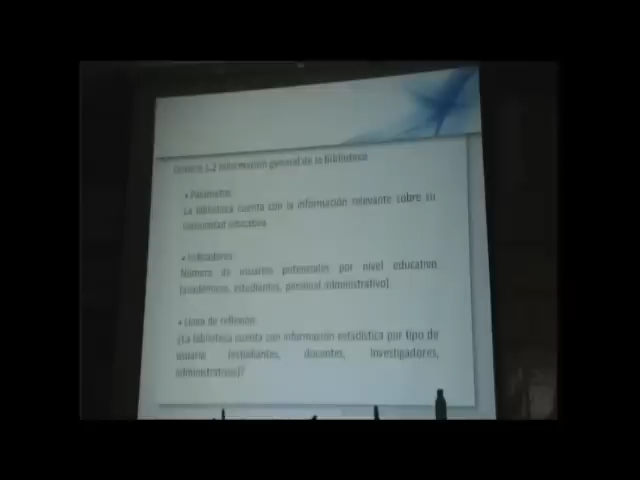 1.2 Información general de la Biblioteca
• Parámetro:
La biblioteca cuenta con la información relevante sobre su
comunidad educativa
• Indicadores:
Número de usuarios potenciales por nivel educativo
(académicos, estudiantes, personal administrativo)
• Línea de reflexión:
¿La biblioteca cuenta con información estadística por tipo de
usuario (estudiantes, docentes, investigadores,
administrativos)?